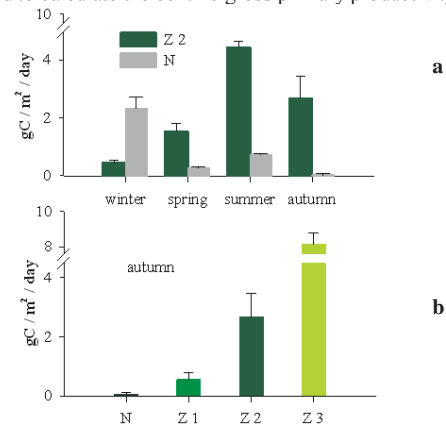 10
Z 2
N
4
2
0
gC / m² / day
a
winter spring summer autumn
10
8
autumn
4
2
0
gC / m² / day
b
N Z 1 Z 2 Z 3